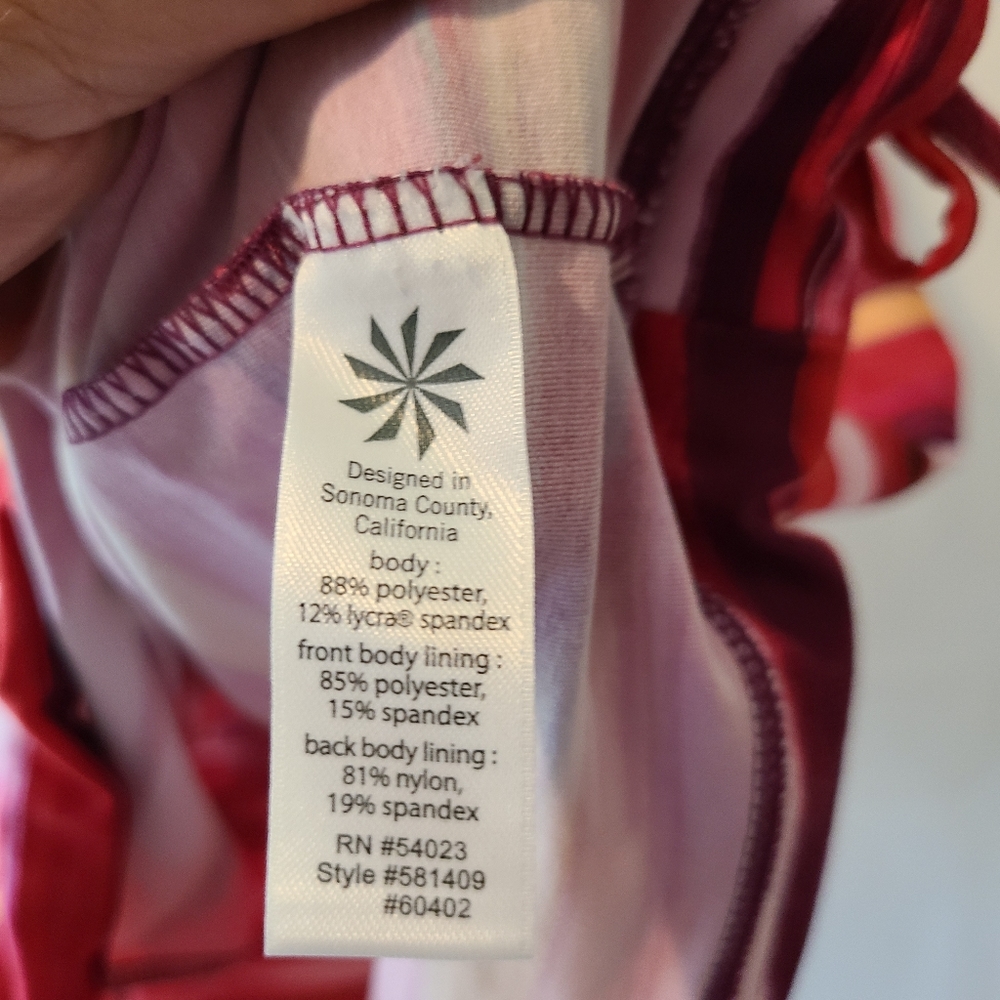 Designed in
Sonoma County,
California
body :
88% polyester,
12% lycra® spandex
front body lining :
85% polyester,
15% spandex
back body lining :
81% nylon,
19% spandex
RN #54023
Style #581409
#60402